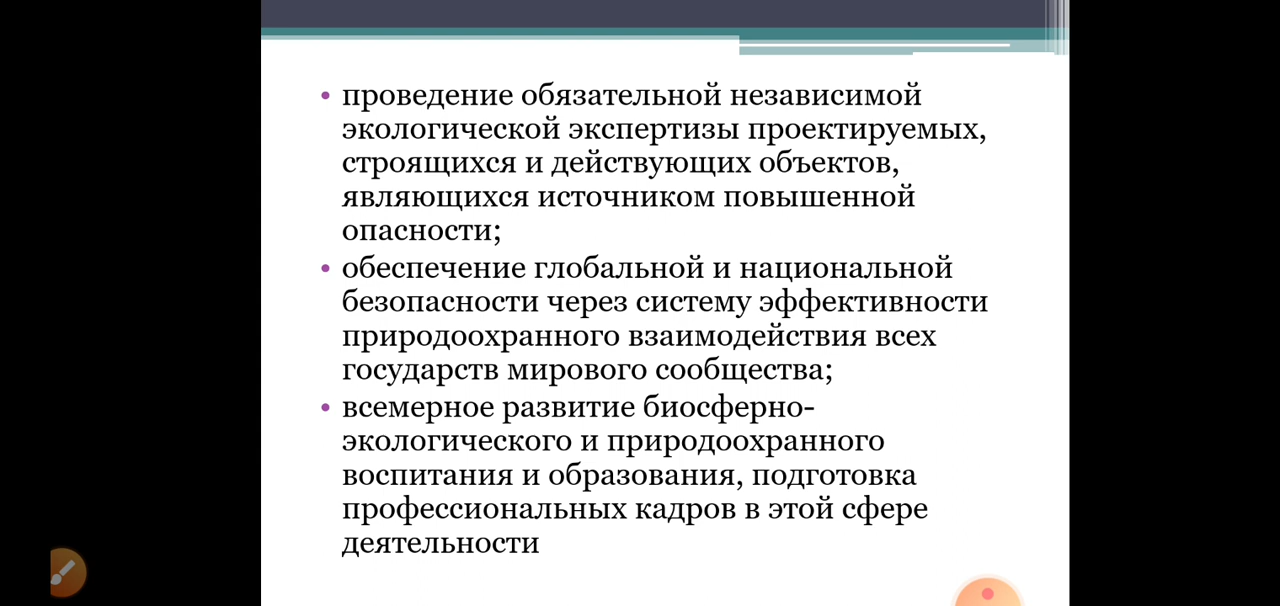 • проведение обязательной независимой
экологической экспертизы проектируемых,
строящихся и действующих объектов,
являющихся источником повышенной
опасности;
• обеспечение глобальной и национальной
безопасности через систему эффективности
природоохранного взаимодействия всех
государств мирового сообщества;
• всемерное развитие биосферно-
экологического и природоохранного
воспитания и образования, подготовка
профессиональных кадров в этой сфере
деятельности